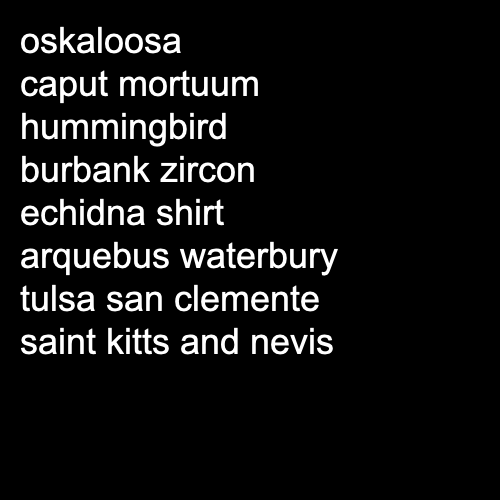 oskaloosa
caput mortuum
hummingbird
burbank zircon
echidna shirt
arquebus waterbury
tulsa san clemente
saint kitts and nevis